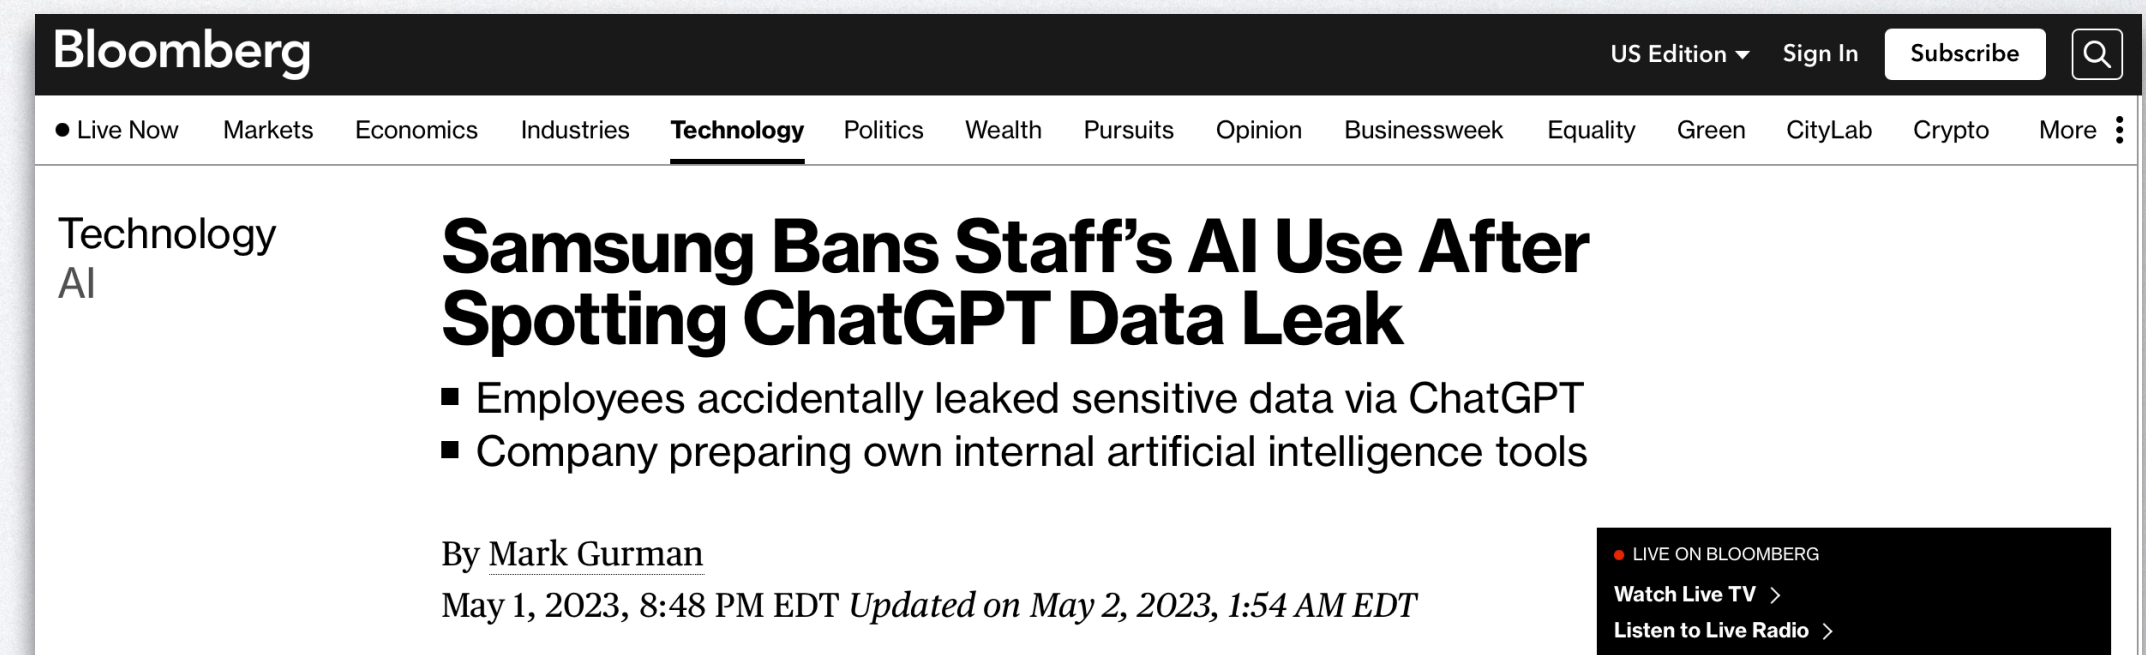 Bloomberg
US Edition Sign In Subscribe
Live Now Markets Economics Industries Technology Politics Wealth Pursuits Opinion Businessweek Equality Green CityLab Crypto More
Technology
AI
Samsung Bans Staff’s AI Use After
Spotting ChatGPT Data Leak
Employees accidentally leaked sensitive data via ChatGPT
Company preparing own internal artificial intelligence tools
By Mark Gurman
May 1, 2023, 8:48 PM EDT Updated on May 2, 2023, 1:54 AM EDT
LIVE ON BLOOMBERG
Watch Live TV
Listen to Live Radio